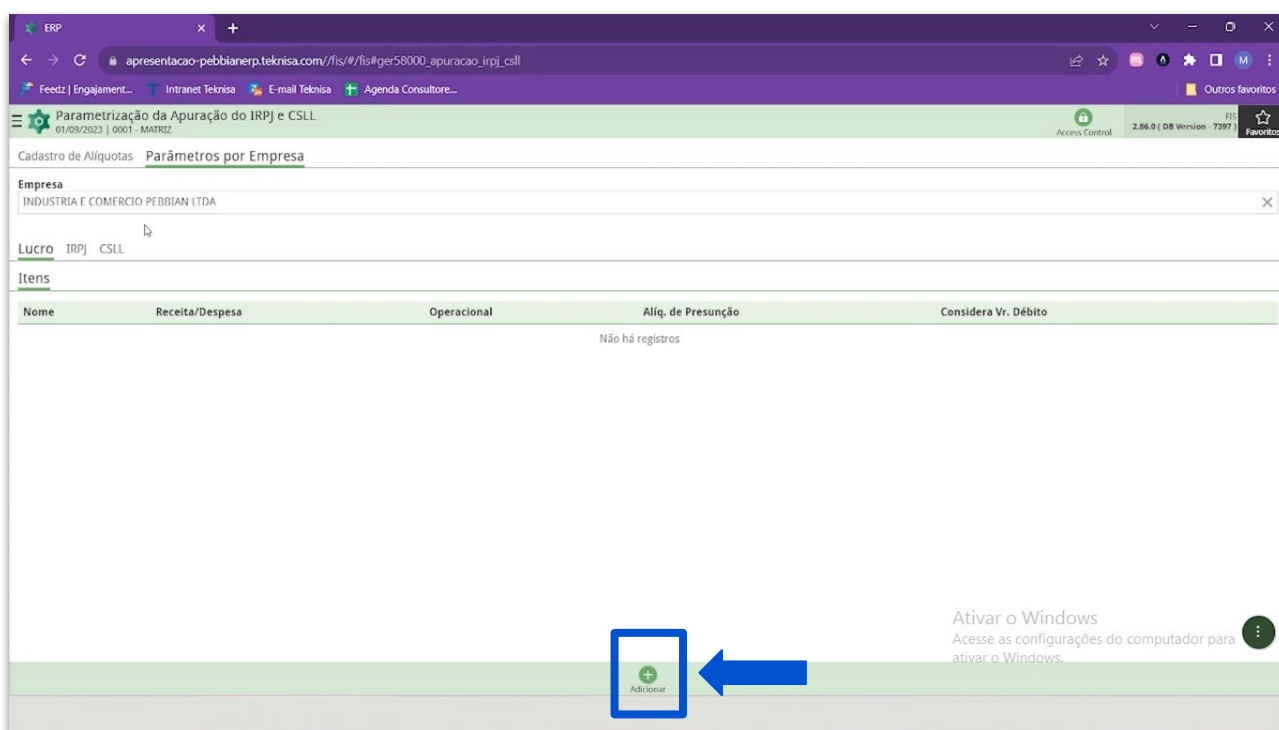 ERP
apresentacao-pebbianerp.teknisa.com//fis/#/fis#ger58000_apuracao_irpj_csll
M
Feedz | Engajament... Intranet Teknisa E-mail Teknisa Agenda Consultore... Outros favoritos
Parametrização da Apuração do IRPJ e CSLL
01/09/2023 | 0001 - MATRIZ
Access Control
FIS
2.86.0 ( DB Version - 7397 )
Favoritos
Cadastro de Alíquotas Parâmetros por Empresa
Empresa
INDUSTRIA E COMERCIO PEBBIAN LTDA
Lucro IRPJ CSLL
Itens
Nome Receita/Despesa Operacional Alíq. de Presunção Considera Vr. Débito
Não há registros
Ativar o Windows
Acesse as configurações do computador para
ativar o Windows.
Adicionar